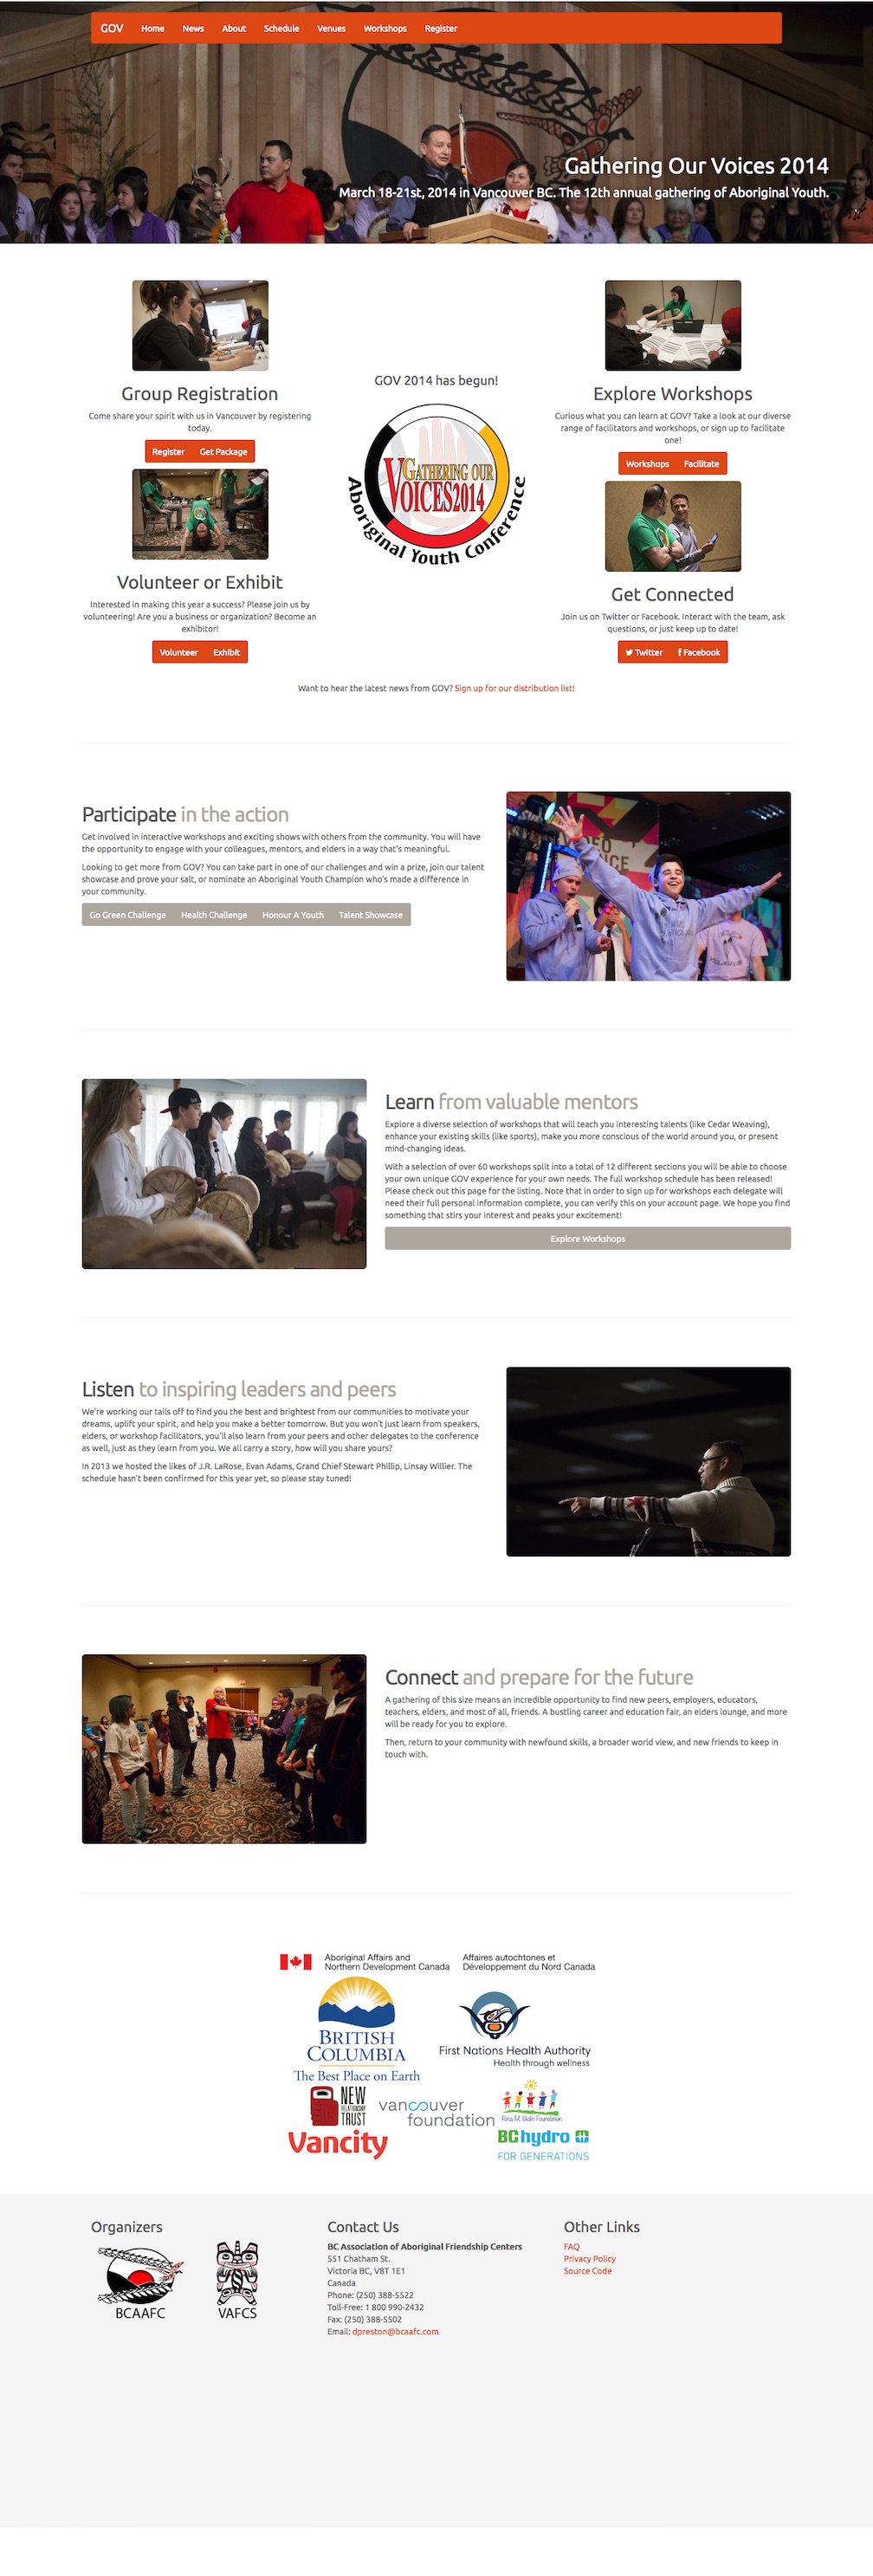 GOV Home News About Schedule Venues Workshops Register
Gathering Our Voices 2014
March 18-21st, 2014 in Vancouver BC. The 12th annual gathering of Aboriginal Youth.
Group Registration
Come share your spirit with us in Vancouver by registering
today.
Register Get Package
Volunteer or Exhibit
Interested in making this year a success? Please join us by
volunteering! Are you a business or organization? Become an
exhibitor!
Volunteer Exhibit
GOV 2014 has begun!
GATHERING OUR
VOICES2014
Aboriginal Youth Conference
Explore Workshops
Curious what you can learn at GOV? Take a look at our diverse
range of facilitators and workshops, or sign up to facilitate
one!
Workshops Facilitate
Get Connected
Join us on Twitter or Facebook. Interact with the team, ask
questions, or just keep up to date!
Twitter Facebook
Want to hear the latest news from GOV? Sign up for our distribution list!
Participate in the action
Get involved in interactive workshops and exciting shows with others from the community. You will have
the opportunity to engage with your colleagues, mentors, and elders in a way that's meaningful.
Looking to get more from GOV? You can take part in one of our challenges and win a prize, join our talent
showcase and prove your salt, or nominate an Aboriginal Youth Champion who's made a difference in
your community.
Go Green Challenge Health Challenge Honour A Youth Talent Showcase
Learn from valuable mentors
Explore a diverse selection of workshops that will teach you interesting talents (like Cedar Weaving),
enhance your existing skills (like sports), make you more conscious of the world around you, or present
mind-changing ideas.
With a selection of over 60 workshops split into a total of 12 different sections you will be able to choose
your own unique GOV experience for your own needs. The full workshop schedule has been released!
Please check out this page for the listing. Note that in order to sign up for workshops each delegate will
need their full personal information complete, you can verify this on your account page. We hope you find
something that stirs your interest and peaks your excitement!
Explore Workshops
Listen to inspiring leaders and peers
We're working our tails off to find you the best and brightest from our communities to motivate your
dreams, uplift your spirit, and help you make a better tomorrow. But you won't just learn from speakers,
elders, or workshop facilitators, you'll also learn from your peers and other delegates to the conference
as well, just as they learn from you. We all carry a story, how will you share yours?
In 2013 we hosted the likes of J.R. LaRose, Evan Adams, Grand Chief Stewart Phillip, Linsay Willier. The
schedule hasn't been confirmed for this year yet, so please stay tuned!
Connect and prepare for the future
A gathering of this size means an incredible opportunity to find new peers, employers, educators,
teachers, elders, and most of all, friends. A bustling career and education fair, an elders lounge, and more
will be ready for you to explore.
Then, return to your community with newfound skills, a broader world view, and new friends to keep in
touch with.
Aboriginal Affairs and Affaires autochtones et
Northern Development Canada Développement du Nord Canada
BRITISH
COLUMBIA
The Best Place on Earth
First Nations Health Authority
Health through wellness
NEW
RELATIONSHIP
TRUST
vancouver
foundation
Vancity
BChydro
FOR GENERATIONS
Organizers
BCAAFC VAFCS
Contact Us
BC Association of Aboriginal Friendship Centers
551 Chatham St.
Victoria BC, V8T 1E1
Canada
Phone: (250) 388-5522
Toll-Free: 1 800 990-2432
Fax: (250) 388-5502
Email: dpreston@bcaafc.com
Other Links
FAQ
Privacy Policy
Source Code